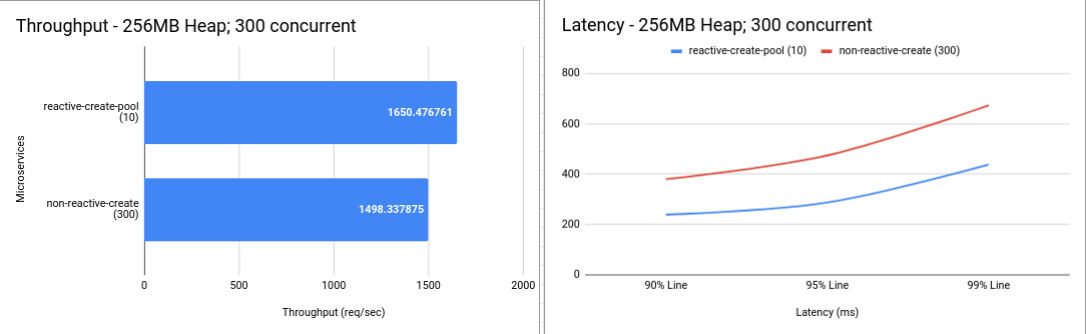 Throughput - 256MB Heap; 300 concurrent
Microservices
reactive-create-pool
(10)
1650.476761
non-reactive-create
(300)
1498.337875
0
500
1000
1500
2000
Throughput (req/sec)
Latency - 256MB Heap; 300 concurrent
reactive-create-pool (10)
non-reactive-create (300)
800
600
400
200
0
90% Line
95% Line
99% Line
Latency (ms)